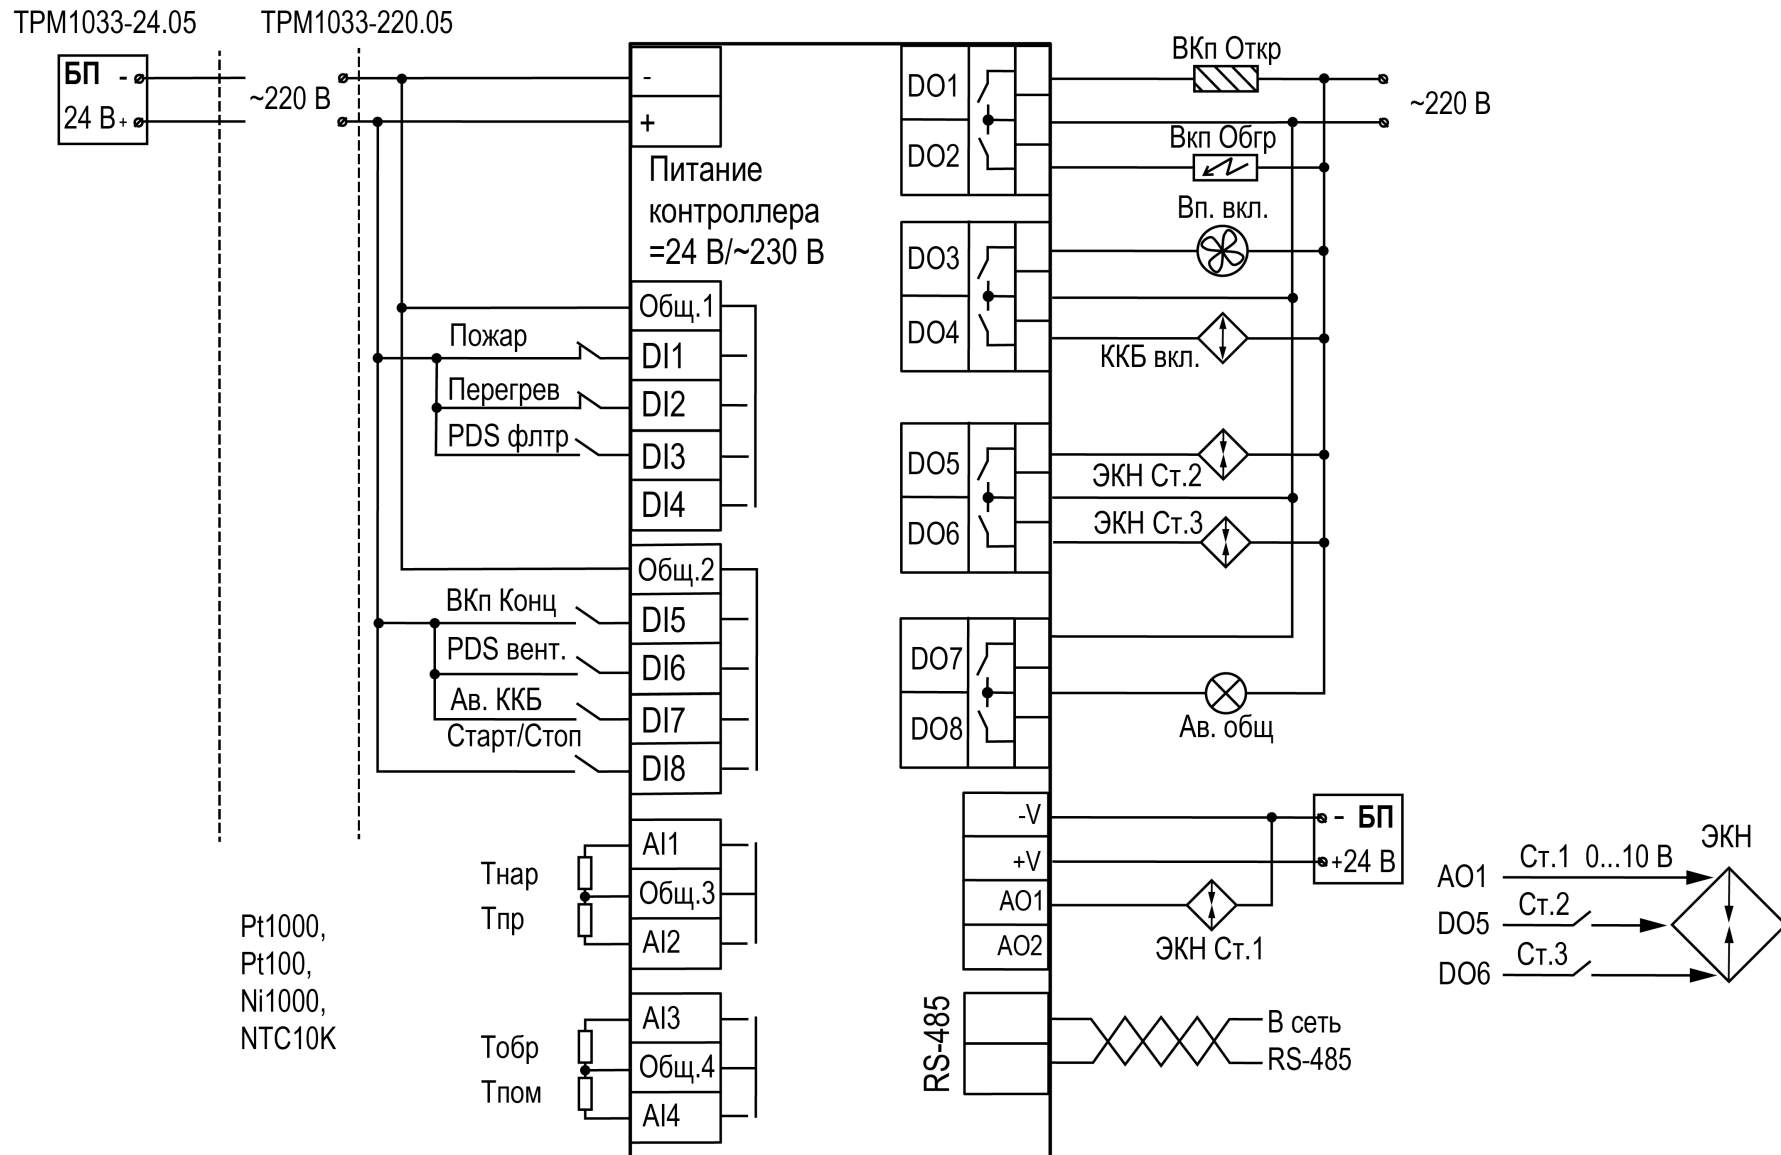 ТРМ1033-24.05
ТРМ1033-220.05
БП -
24 В+
~220 В
-
+
Питание
контроллера
=24 В/~230 В
Общ.1
Пожар
DI1
Перегрев
DI2
PDS флтр
DI3
DI4
Общ.2
ВКп Конц
DI5
PDS вент.
DI6
Ав. ККБ
DI7
Старт/Стоп
DI8
AI1
Тнар
Общ.3
Тпр
AI2
Pt1000,
Pt100,
Ni1000,
NTC10K
AI3
Тобр
Общ.4
Тпом
AI4
ВКп Откр
DO1
~220 В
Вкп Обгр
DO2
Вп. вкл.
DO3
DO4
ККБ вкл.
DO5
ЭКН Ст.2
ЭКН Ст.3
DO6
DO7
DO8
Ав. общ
-V
- БП
+V
+24 В
AO1
AO2
ЭКН Ст.1
RS-485
В сеть
RS-485
ЭКН
Ст.1 0...10 В
AO1
Ст.2
DO5
Ст.3
DO6